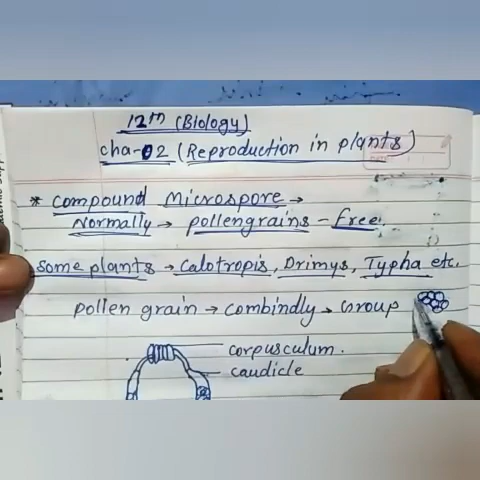 12th (Biology)
cha-02 (Reproduction in plants)
* compound Microspore →
Normally → pollengrains - free.
Some plants → Calotropis, Drimys, Typha etc.
pollen grain → combindly → Group
corpusculum.
caudicle